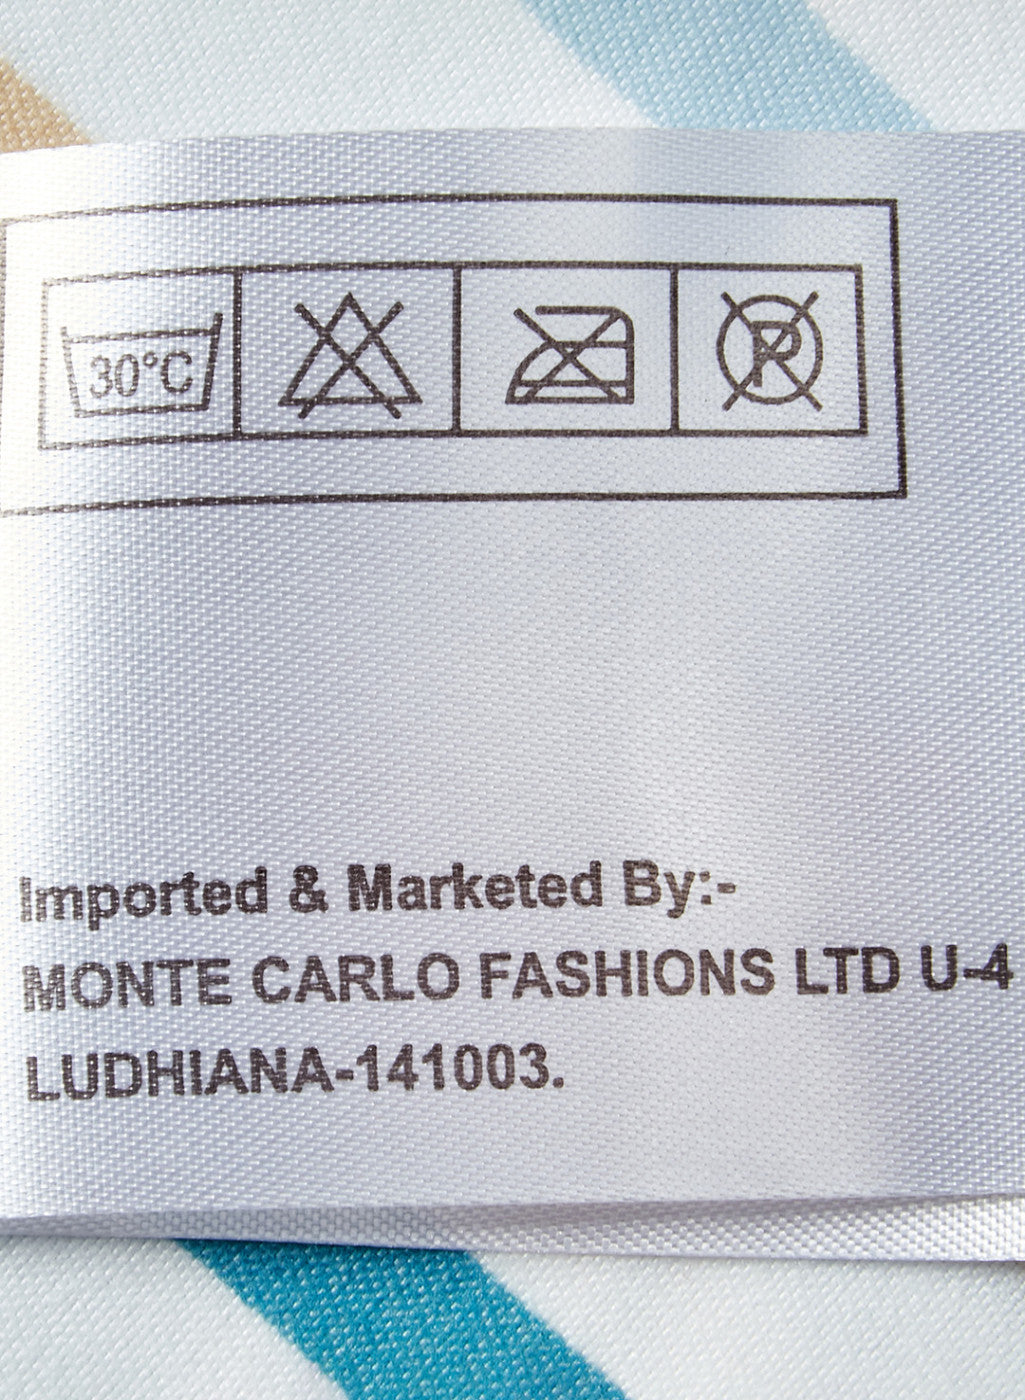 30°C
P
Imported & Marketed By:-
MONTE CARLO FASHIONS LTD U-4
LUDHIANA-141003.